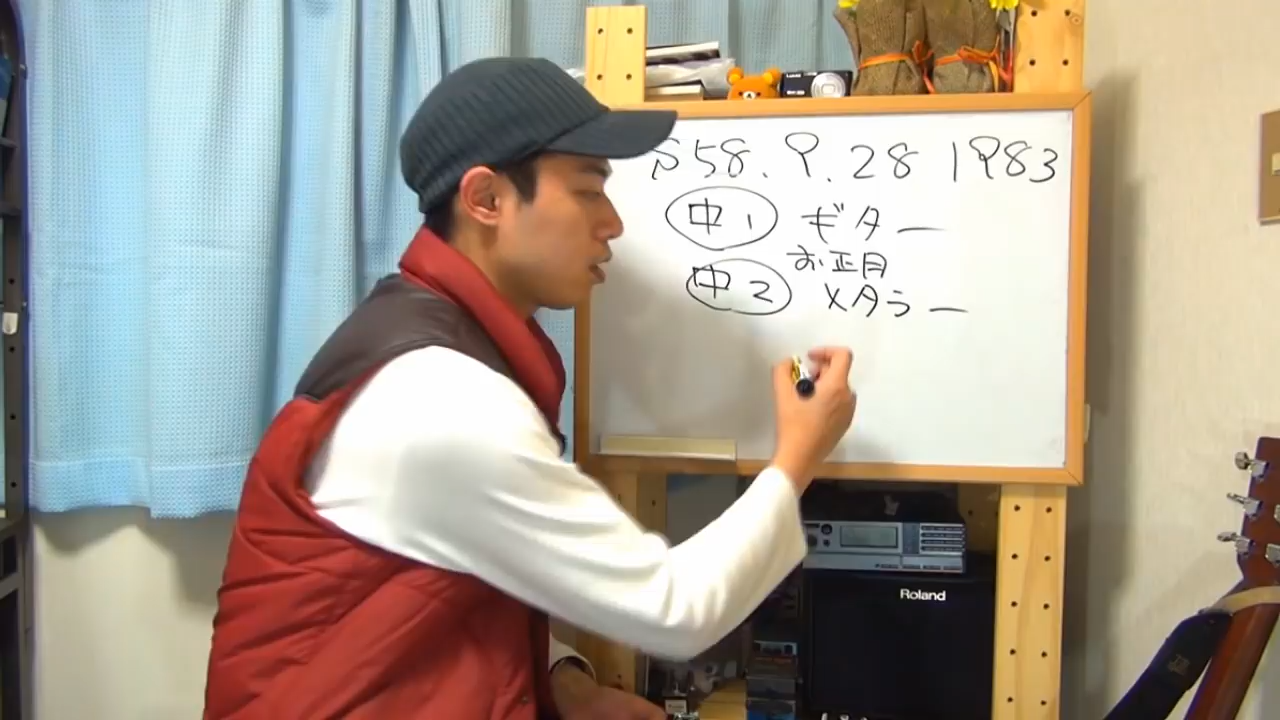 S58.9.28 1983
中1 ギター
お正月
中2 メタラー
Roland